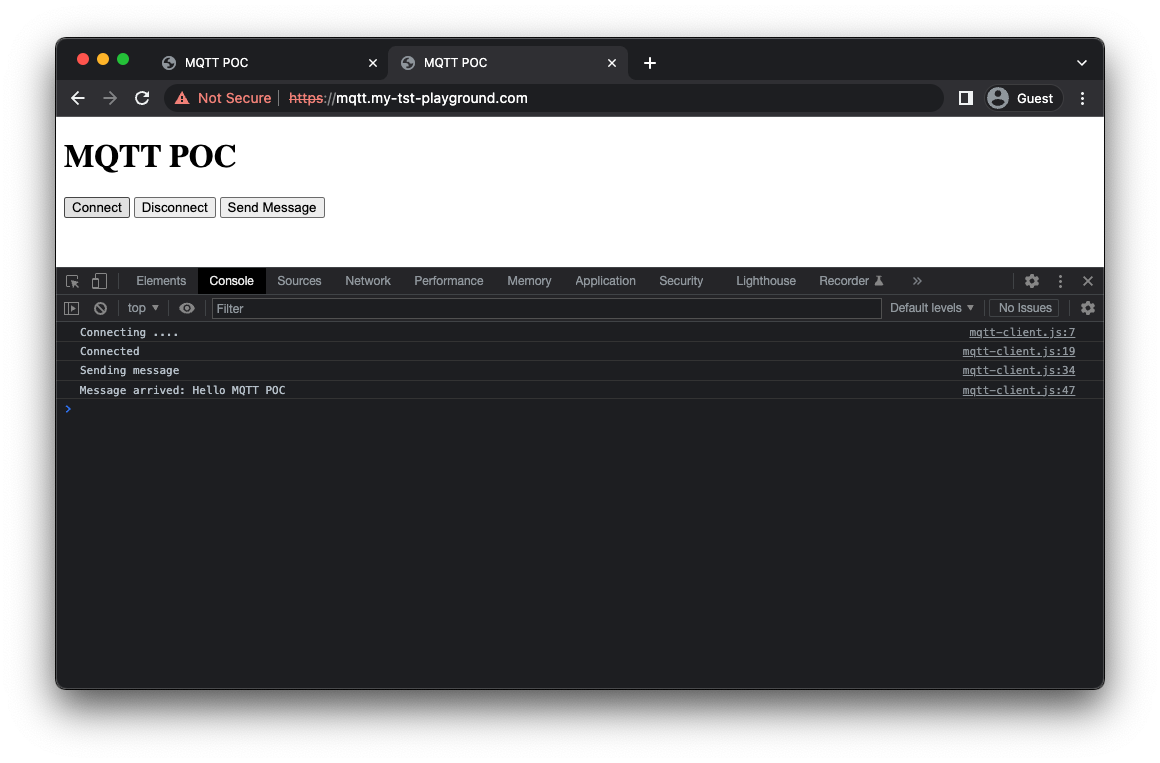 MQTT POC
MQTT POC
Not Secure https://mqtt.my-tst-playground.com Guest
MQTT POC
Connect Disconnect Send Message
Elements Console Sources Network Performance Memory Application Security Lighthouse Recorder
top Filter Default levels No Issues
Connecting .... mqtt-client.js:7
Connected mqtt-client.js:19
Sending message mqtt-client.js:34
Message arrived: Hello MQTT POC mqtt-client.js:47